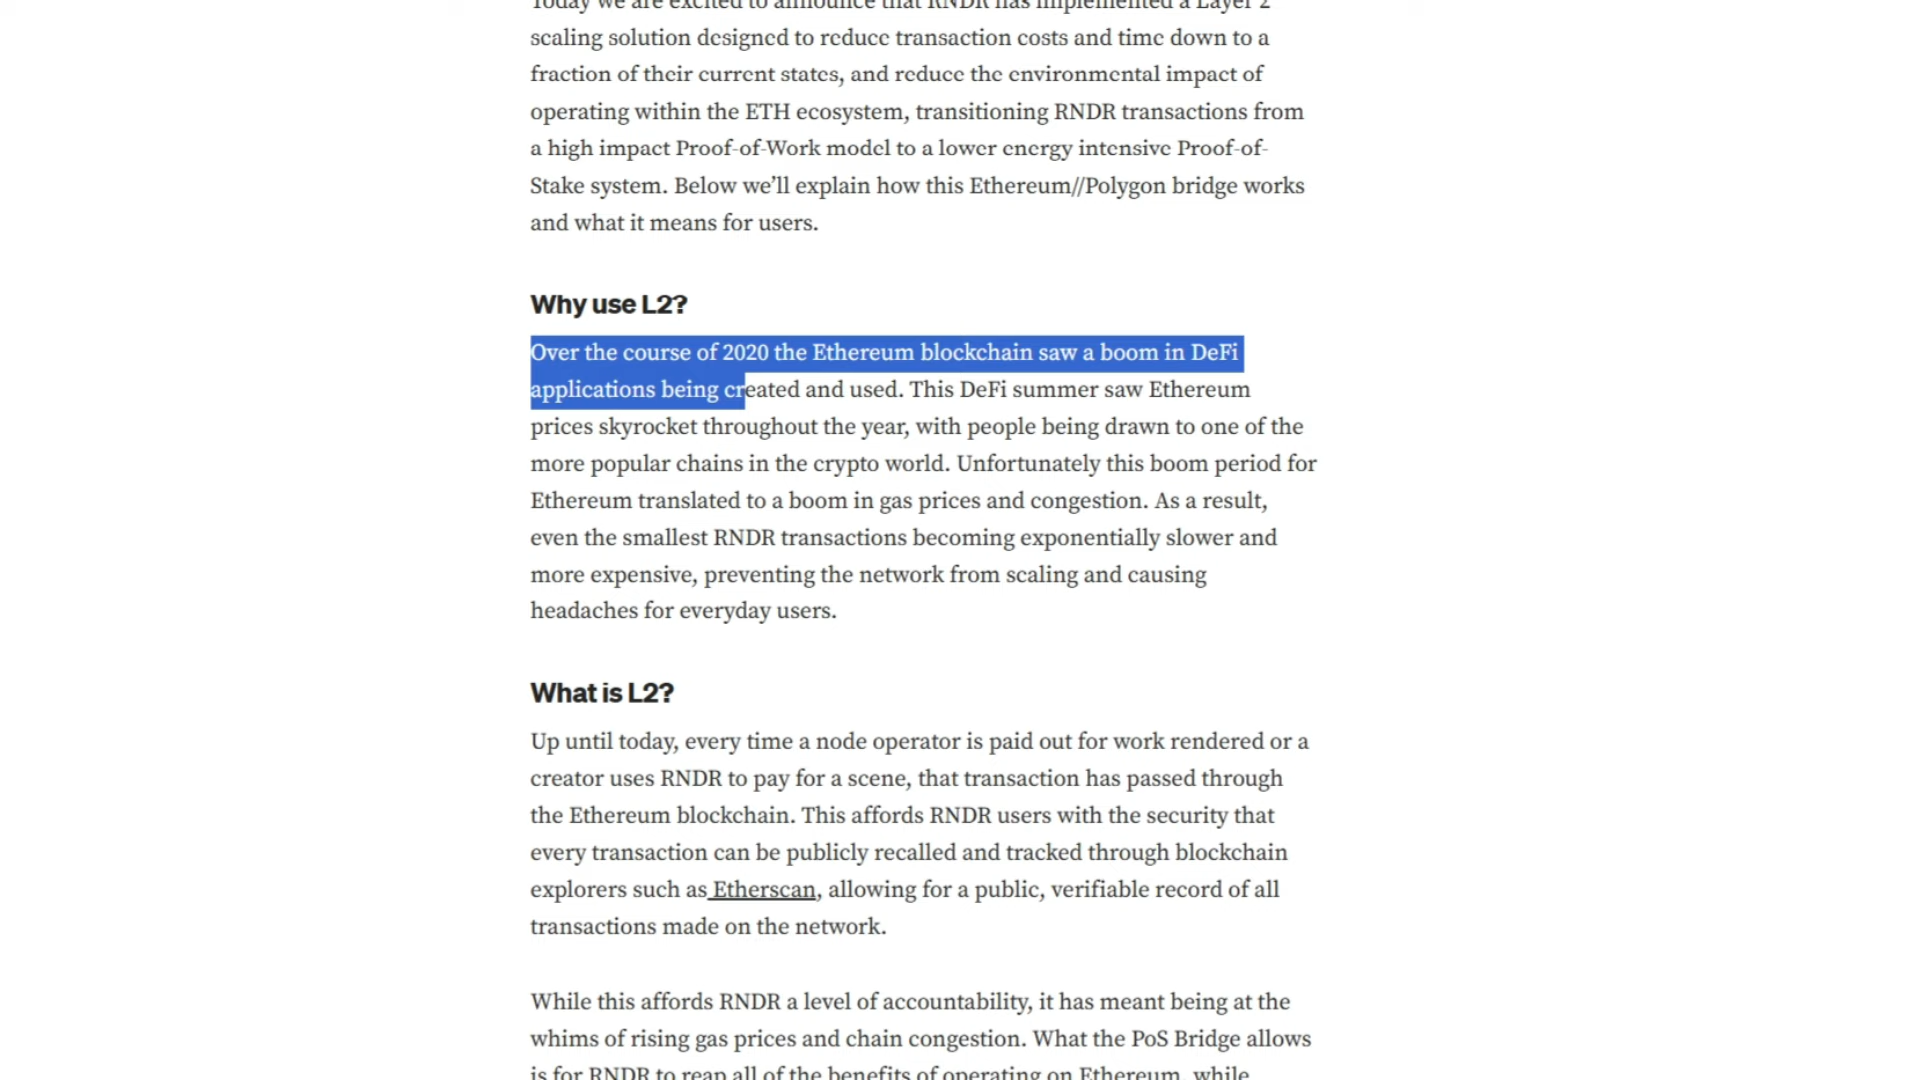 Today we are excited to announce that RNDR has implemented a Layer 2
scaling solution designed to reduce transaction costs and time down to a
fraction of their current states, and reduce the environmental impact of
operating within the ETH ecosystem, transitioning RNDR transactions from
a high impact Proof-of-Work model to a lower energy intensive Proof-of-
Stake system. Below we’ll explain how this Ethereum//Polygon bridge works
and what it means for users.
Why use L2?
Over the course of 2020 the Ethereum blockchain saw a boom in DeFi
applications being created and used. This DeFi summer saw Ethereum
prices skyrocket throughout the year, with people being drawn to one of the
more popular chains in the crypto world. Unfortunately this boom period for
Ethereum translated to a boom in gas prices and congestion. As a result,
even the smallest RNDR transactions becoming exponentially slower and
more expensive, preventing the network from scaling and causing
headaches for everyday users.
What is L2?
Up until today, every time a node operator is paid out for work rendered or a
creator uses RNDR to pay for a scene, that transaction has passed through
the Ethereum blockchain. This affords RNDR users with the security that
every transaction can be publicly recalled and tracked through blockchain
explorers such as Etherscan, allowing for a public, verifiable record of all
transactions made on the network.
While this affords RNDR a level of accountability, it has meant being at the
whims of rising gas prices and chain congestion. What the PoS Bridge allows
is for RNDR to reap all of the benefits of operating on Ethereum, while